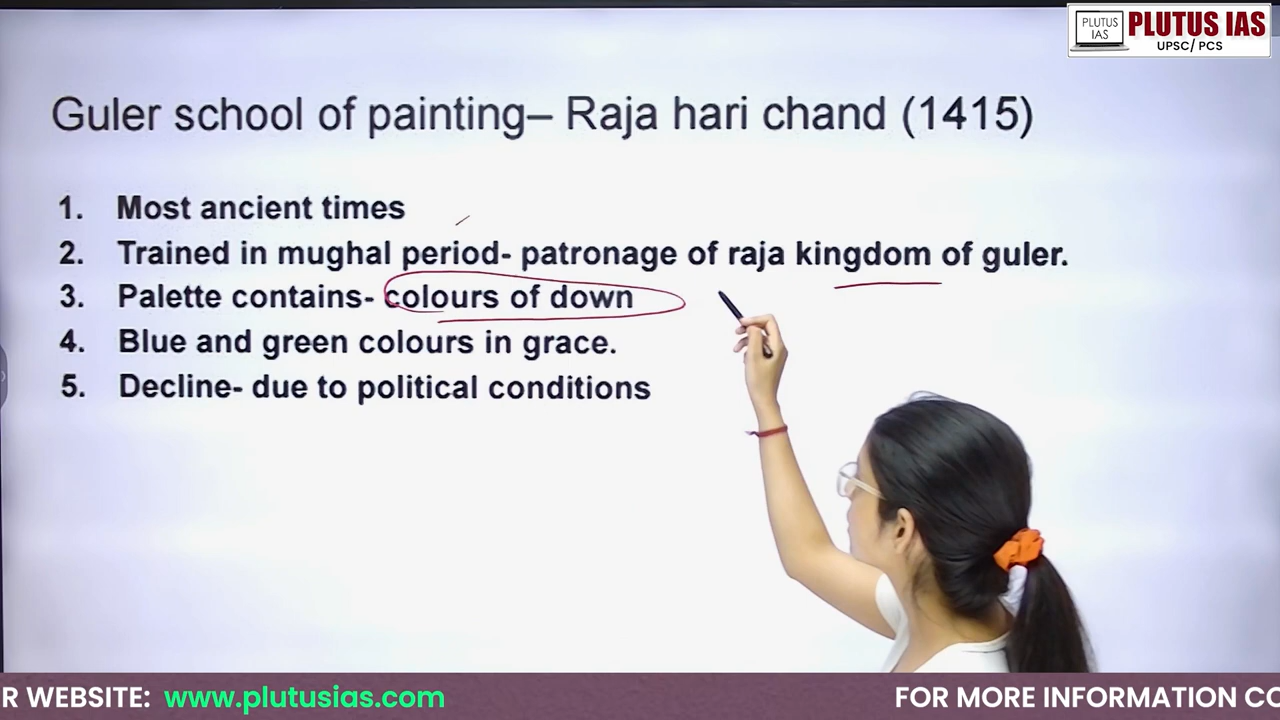 PLUTUS IAS
PLUTUS
IAS
UPSC/ PCS
Guler school of painting– Raja hari chand (1415)
1. Most ancient times
2. Trained in mughal period- patronage of raja kingdom of guler.
3. Palette contains- colours of down
4. Blue and green colours in grace.
5. Decline- due to political conditions
R WEBSITE: www.plutusias.com FOR MORE INFORMATION CO